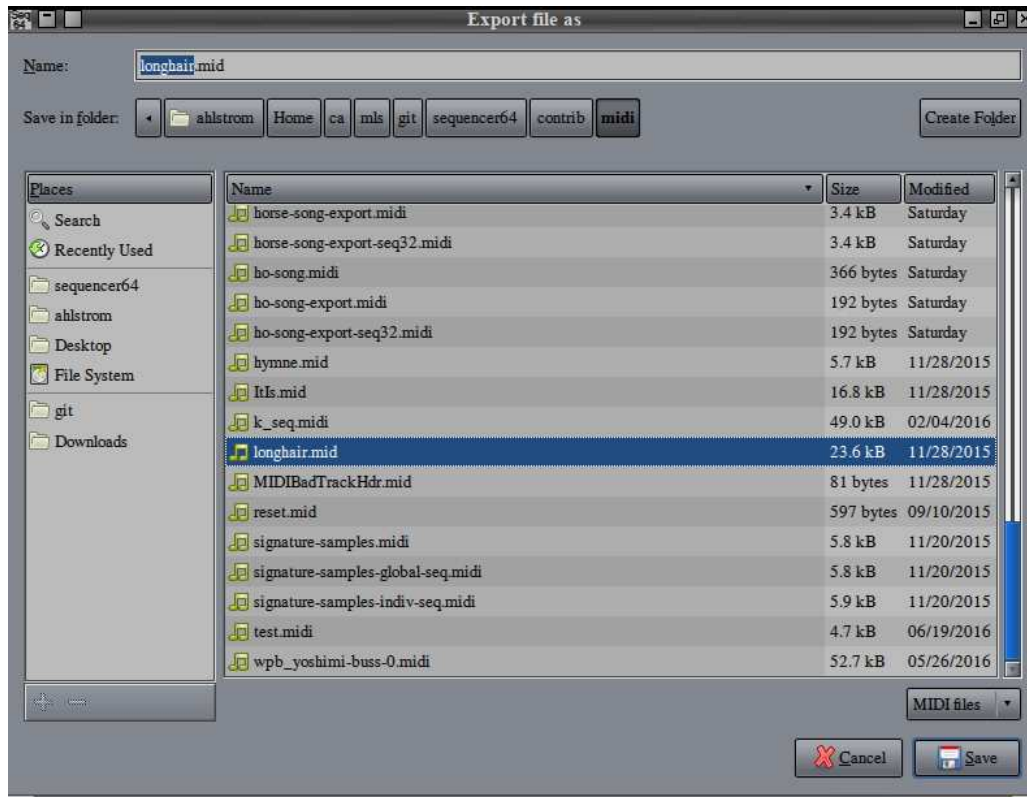 Seq 64 Export file as
Name: longhair.mid
Save in folder: ahlstrom Home ca mls git sequencer64 contrib midi Create Folder
Places Name Size Modified
Search
Recently Used
sequencer64
ahlstrom
Desktop
File System
git
Downloads
horse-song-export.midi 3.4 kB Saturday
horse-song-export-seq32.midi 3.4 kB Saturday
ho-song.midi 366 bytes Saturday
ho-song-export.midi 192 bytes Saturday
ho-song-export-seq32.midi 192 bytes Saturday
hymne.mid 5.7 kB 11/28/2015
ItIs.mid 16.8 kB 11/28/2015
k_seq.midi 49.0 kB 02/04/2016
longhair.mid 23.6 kB 11/28/2015
MIDIBadTrackHdr.mid 81 bytes 11/28/2015
reset.mid 597 bytes 09/10/2015
signature-samples.midi 5.8 kB 11/20/2015
signature-samples-global-seq.midi 5.8 kB 11/20/2015
signature-samples-indiv-seq.midi 5.9 kB 11/20/2015
test.midi 4.7 kB 06/19/2016
wpb_yoshimi-buss-0.midi 52.7 kB 05/26/2016
MIDI files
Cancel Save